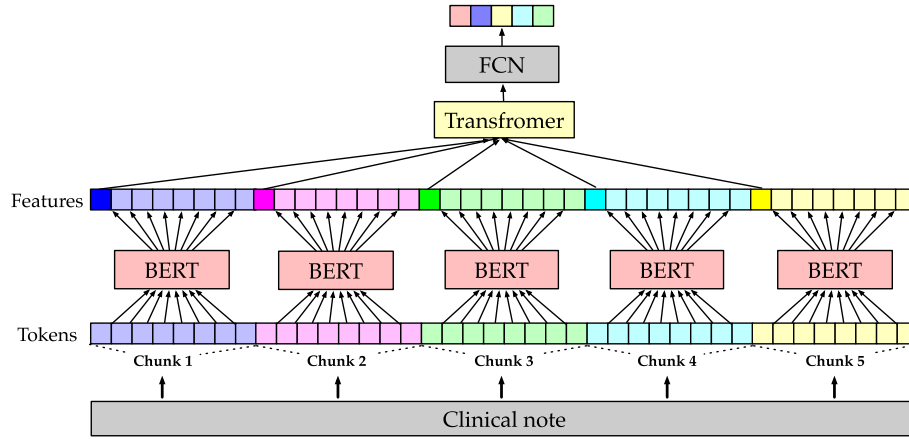 FCN
Transfromer
Features
BERT BERT BERT BERT BERT
Tokens
Chunk 1 Chunk 2 Chunk 3 Chunk 4 Chunk 5
Clinical note